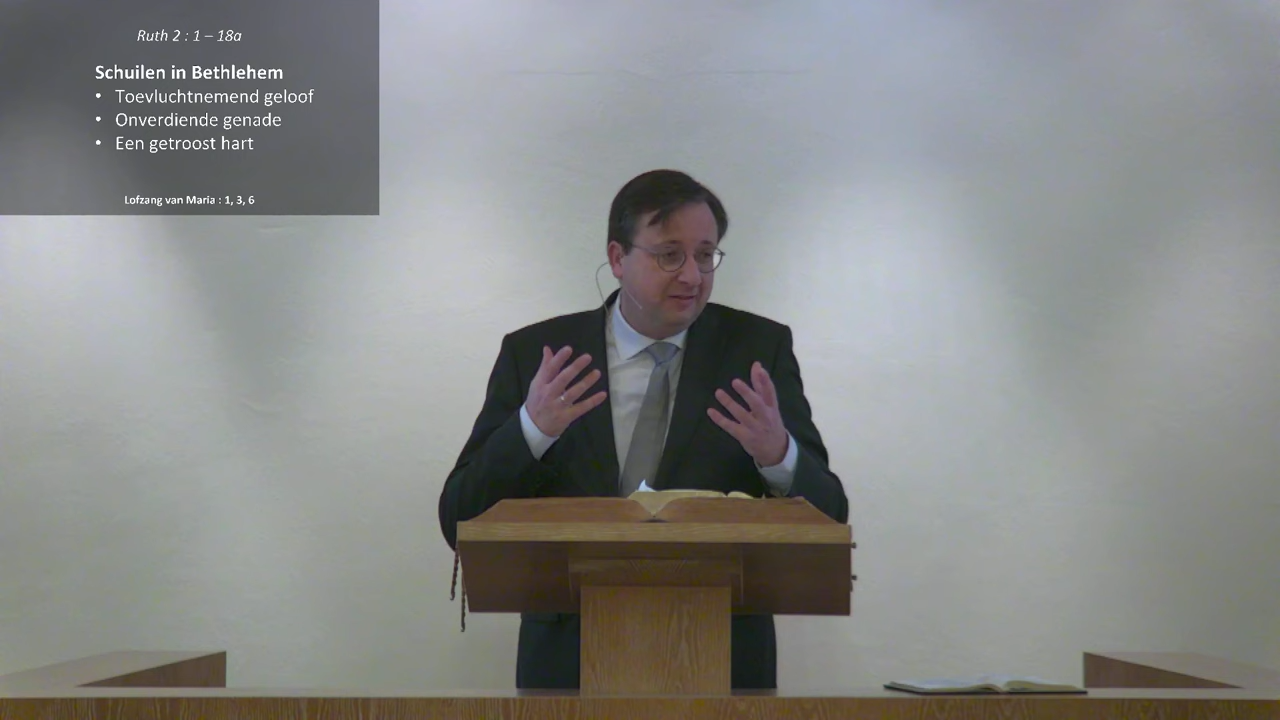 Ruth 2 : 1 – 18a
Schuilen in Bethlehem
• Toevluchtnemend geloof
• Onverdiende genade
• Een getroost hart
Lofzang van Maria : 1, 3, 6